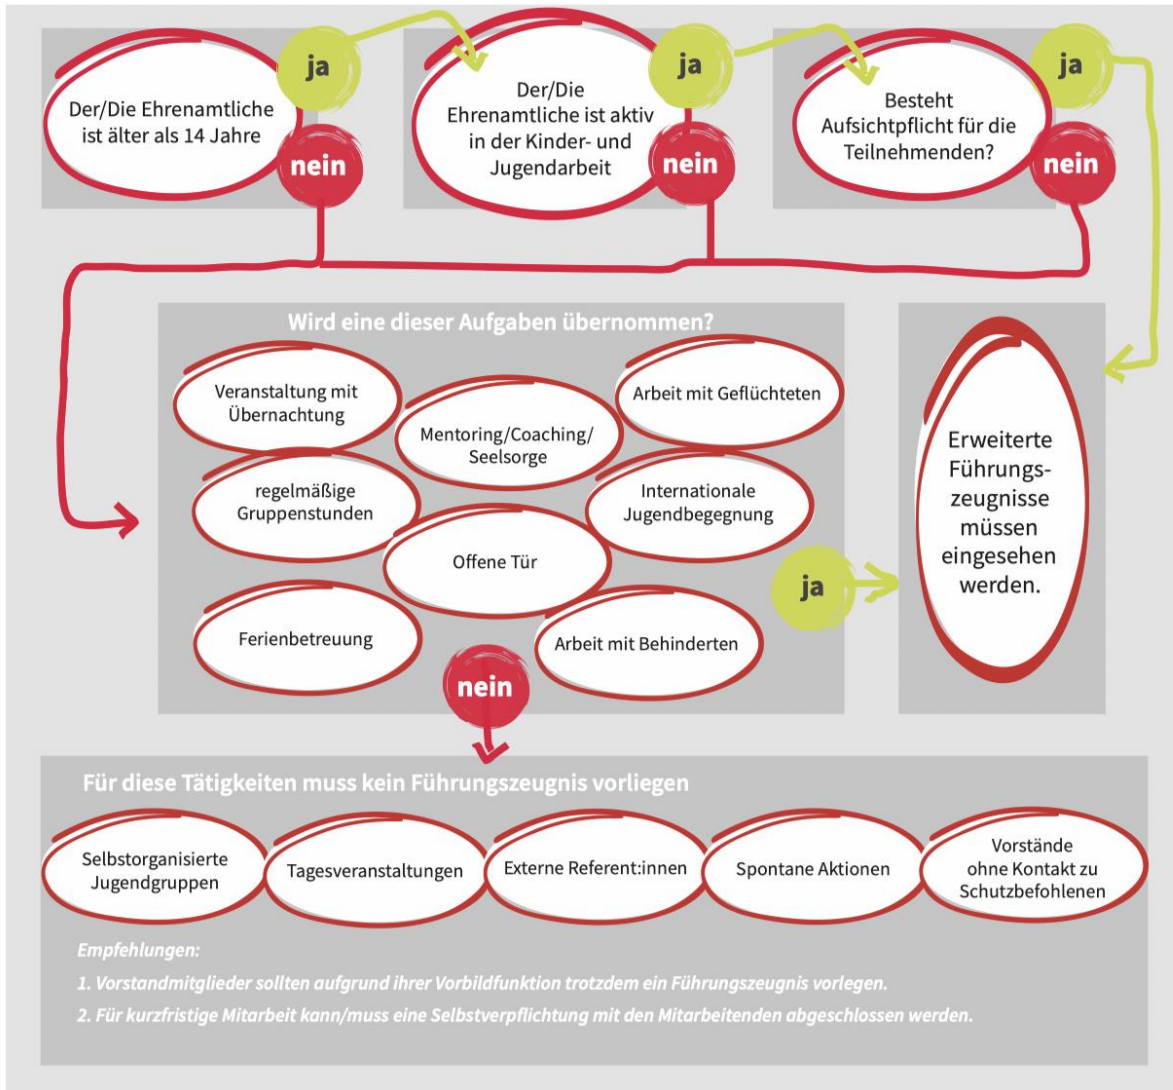 ja
Der/Die Ehrenamtliche
ist älter als 14 Jahre
nein
ja
Der/Die
Ehrenamtliche ist aktiv
in der Kinder- und
Jugendarbeit
nein
ja
Besteht
Aufsichtpflicht für die
Teilnehmenden?
nein
Wird eine dieser Aufgaben übernommen?
Veranstaltung mit
Übernachtung
Mentoring/Coaching/
Seelsorge
Arbeit mit Geflüchteten
regelmäßige
Gruppenstunden
Internationale
Jugendbegegnung
Offene Tür
Ferienbetreuung
Arbeit mit Behinderten
ja
nein
Erweiterte
Führungs-
zeugnisse
müssen
eingesehen
werden.
Für diese Tätigkeiten muss kein Führungszeugnis vorliegen
Selbstorganisierte
Jugendgruppen
Tagesveranstaltungen
Externe Referent:innen
Spontane Aktionen
Vorstände
ohne Kontakt zu
Schutzbefohlenen
Empfehlungen:
1. Vorstandmitglieder sollten aufgrund ihrer Vorbildfunktion trotzdem ein Führungszeugnis vorlegen.
2. Für kurzfristige Mitarbeit kann/muss eine Selbstverpflichtung mit den Mitarbeitenden abgeschlossen werden.